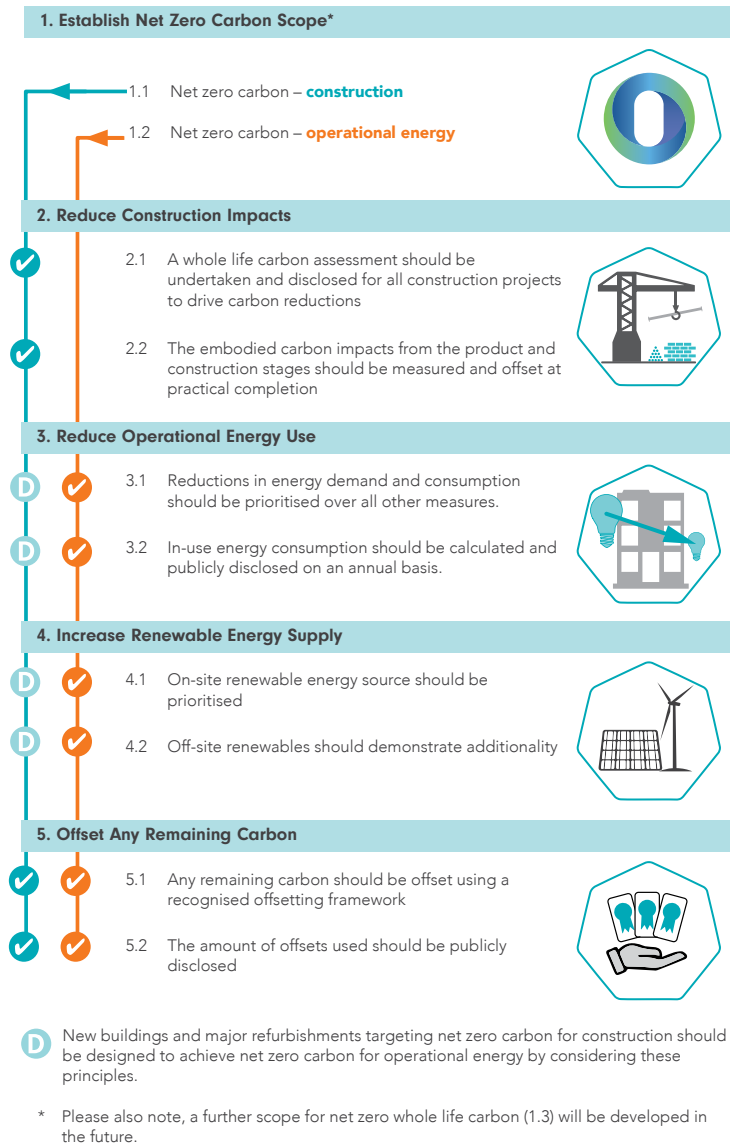 1. Establish Net Zero Carbon Scope*
1.1 Net zero carbon – construction
1.2 Net zero carbon – operational energy
2. Reduce Construction Impacts
2.1 A whole life carbon assessment should be
undertaken and disclosed for all construction projects
to drive carbon reductions
2.2 The embodied carbon impacts from the product and
construction stages should be measured and offset at
practical completion
3. Reduce Operational Energy Use
D 3.1 Reductions in energy demand and consumption
should be prioritised over all other measures.
D 3.2 In-use energy consumption should be calculated and
publicly disclosed on an annual basis.
4. Increase Renewable Energy Supply
D 4.1 On-site renewable energy source should be
prioritised
D 4.2 Off-site renewables should demonstrate additionality
5. Offset Any Remaining Carbon
5.1 Any remaining carbon should be offset using a
recognised offsetting framework
5.2 The amount of offsets used should be publicly
disclosed
D New buildings and major refurbishments targeting net zero carbon for construction should
be designed to achieve net zero carbon for operational energy by considering these
principles.
* Please also note, a further scope for net zero whole life carbon (1.3) will be developed in
the future.